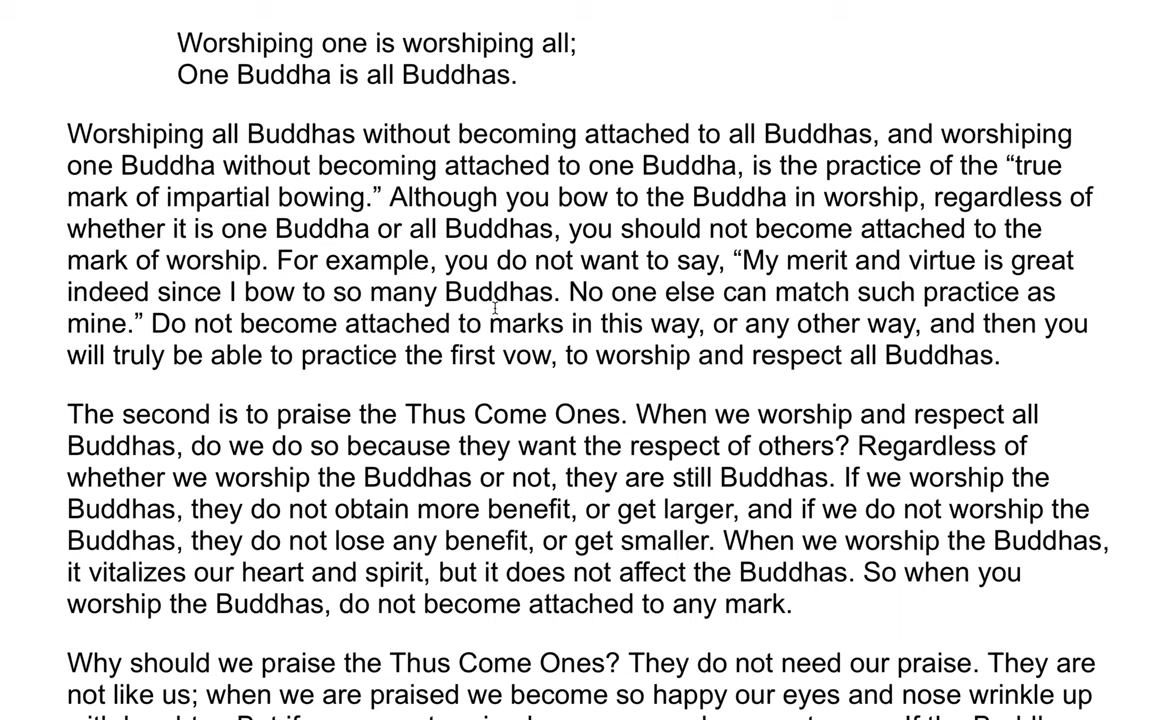 Worshiping one is worshiping all;
One Buddha is all Buddhas.
Worshiping all Buddhas without becoming attached to all Buddhas, and worshiping
one Buddha without becoming attached to one Buddha, is the practice of the “true
mark of impartial bowing.” Although you bow to the Buddha in worship, regardless of
whether it is one Buddha or all Buddhas, you should not become attached to the
mark of worship. For example, you do not want to say, “My merit and virtue is great
indeed since I bow to so many Buddhas. No one else can match such practice as
mine.” Do not become attached to marks in this way, or any other way, and then you
will truly be able to practice the first vow, to worship and respect all Buddhas.
The second is to praise the Thus Come Ones. When we worship and respect all
Buddhas, do we do so because they want the respect of others? Regardless of
whether we worship the Buddhas or not, they are still Buddhas. If we worship the
Buddhas, they do not obtain more benefit, or get larger, and if we do not worship the
Buddhas, they do not lose any benefit, or get smaller. When we worship the Buddhas,
it vitalizes our heart and spirit, but it does not affect the Buddhas. So when you
worship the Buddhas, do not become attached to any mark.
Why should we praise the Thus Come Ones? They do not need our praise. They are
not like us; when we are praised we become so happy our eyes and nose wrinkle up